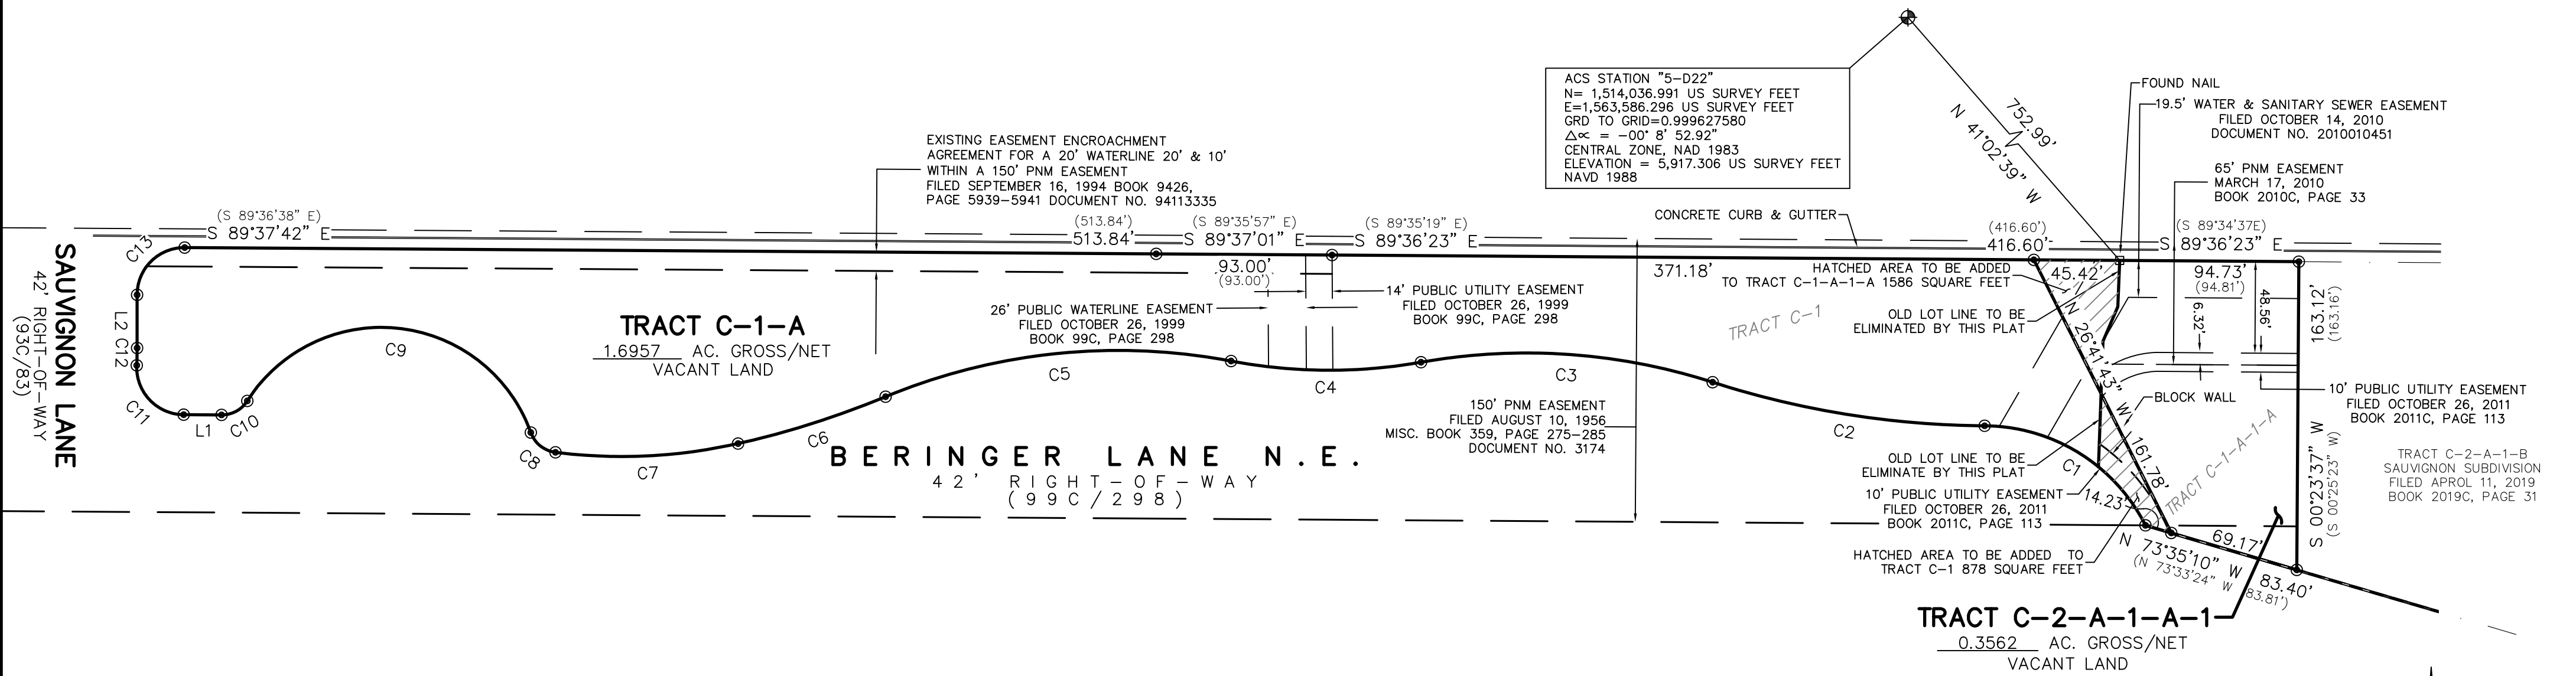 ACS STATION "5-D22"
N= 1,514,036.991 US SURVEY FEET
E=1,563,586.296 US SURVEY FEET
GRD TO GRID=0.999627580
Δ∝ = -00° 8' 52.92"
CENTRAL ZONE, NAD 1983
ELEVATION = 5,917.306 US SURVEY FEET
NAVD 1988
752.99'
N 41°02'39" W
FOUND NAIL
19.5' WATER & SANITARY SEWER EASEMENT
FILED OCTOBER 14, 2010
DOCUMENT NO. 2010010451
65' PNM EASEMENT
MARCH 17, 2010
BOOK 2010C, PAGE 33
EXISTING EASEMENT ENCROACHMENT
AGREEMENT FOR A 20' WATERLINE 20' & 10'
WITHIN A 150' PNM EASEMENT
FILED SEPTEMBER 16, 1994 BOOK 9426,
PAGE 5939-5941 DOCUMENT NO. 94113335
CONCRETE CURB & GUTTER
(S 89°36'38" E)
S 89°37'42" E
(513.84')
513.84'
(S 89°35'57" E)
S 89°37'01" E
(S 89°35'19" E)
S 89°36'23" E
(416.60')
416.60'
(S 89°34'37E)
S 89°36'23" E
93.00'
(93.00')
371.18'
45.42'
94.73'
(94.81')
HATCHED AREA TO BE ADDED
TO TRACT C-1-A-1-A 1586 SQUARE FEET
14' PUBLIC UTILITY EASEMENT
FILED OCTOBER 26, 1999
BOOK 99C, PAGE 298
26' PUBLIC WATERLINE EASEMENT
FILED OCTOBER 26, 1999
BOOK 99C, PAGE 298
OLD LOT LINE TO BE
ELIMINATED BY THIS PLAT
TRACT C-1
6.32'
48.56'
163.12'
(163.16')
SAUVIGNON LANE
42' RIGHT-OF-WAY
(93C/83)
C13
L2
C12
C11
L1
C10
C9
C8
C7
C6
C5
C4
C3
C2
C1
TRACT C-1-A
1.6957 AC. GROSS/NET
VACANT LAND
N 26°41'43" W
161.78'
BLOCK WALL
10' PUBLIC UTILITY EASEMENT
FILED OCTOBER 26, 2011
BOOK 2011C, PAGE 113
150' PNM EASEMENT
FILED AUGUST 10, 1956
MISC. BOOK 359, PAGE 275-285
DOCUMENT NO. 3174
BERINGER LANE N.E.
42' RIGHT-OF-WAY
(99C/298)
OLD LOT LINE TO BE
ELIMINATE BY THIS PLAT
10' PUBLIC UTILITY EASEMENT
FILED OCTOBER 26, 2011
BOOK 2011C, PAGE 113
14.23'
TRACT C-1-A-1-A
S 00°23'37" W
(S 00°25'23" W)
TRACT C-2-A-1-B
SAUVIGNON SUBDIVISION
FILED APROL 11, 2019
BOOK 2019C, PAGE 31
HATCHED AREA TO BE ADDED TO
TRACT C-1 878 SQUARE FEET
69.17'
N 73°35'10" W 83.40'
(N 73°33'24" W 83.81')
TRACT C-2-A-1-A-1
0.3562 AC. GROSS/NET
VACANT LAND